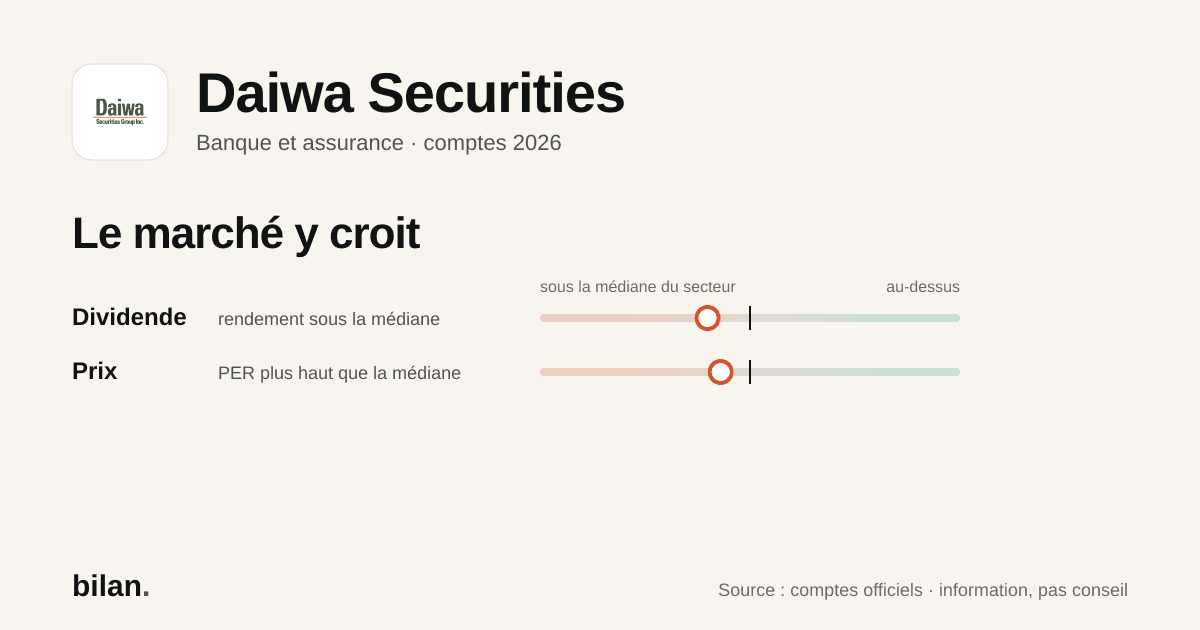 Daiwa
Securities Group Inc.
Daiwa Securities
Banque et assurance · comptes 2026
Le marché y croit
sous la médiane du secteur au-dessus
Dividende rendement sous la médiane
Prix PER plus haut que la médiane
bilan.
Source : comptes officiels · information, pas conseil